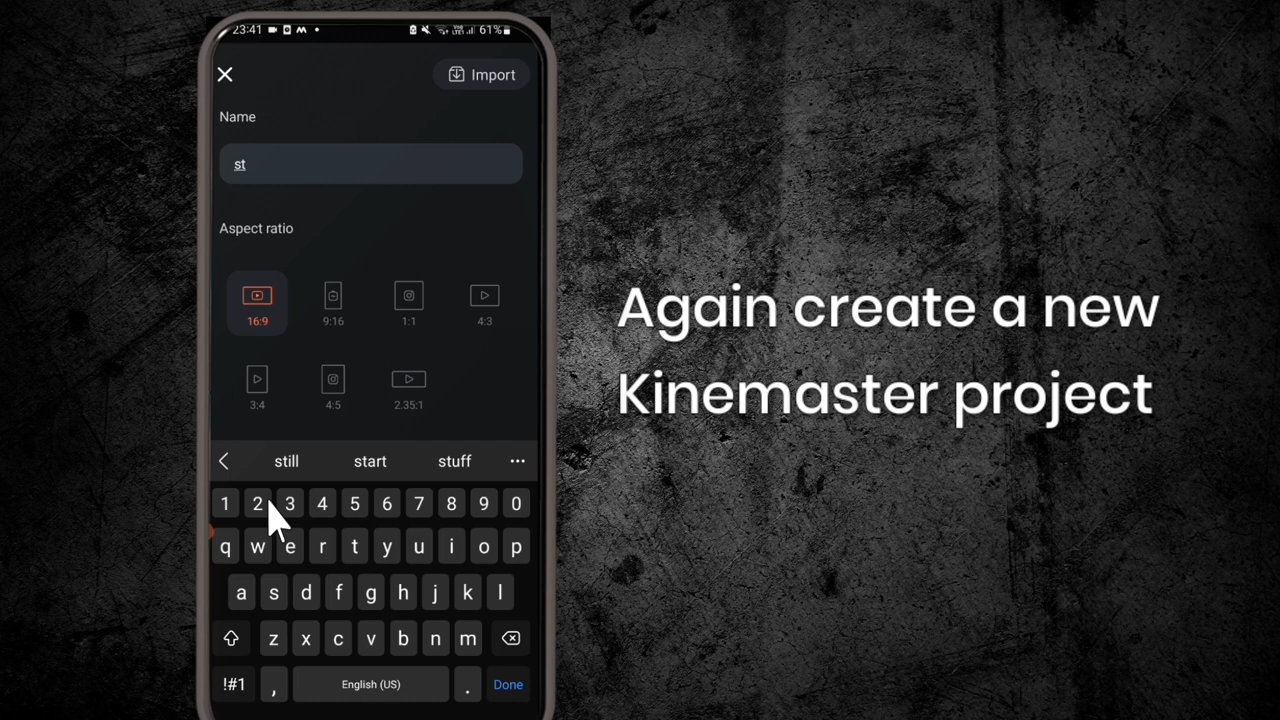 23:41
61%
Import
Name
st
Aspect ratio
16:9
9:16
1:1
4:3
3:4
4:5
2.35:1
still start stuff
1 2 3 4 5 6 7 8 9 0
q w e r t y u i o p
a s d f g h j k l
z x c v b n m
!#1 , English (US) . Done
Again create a new
Kinemaster project